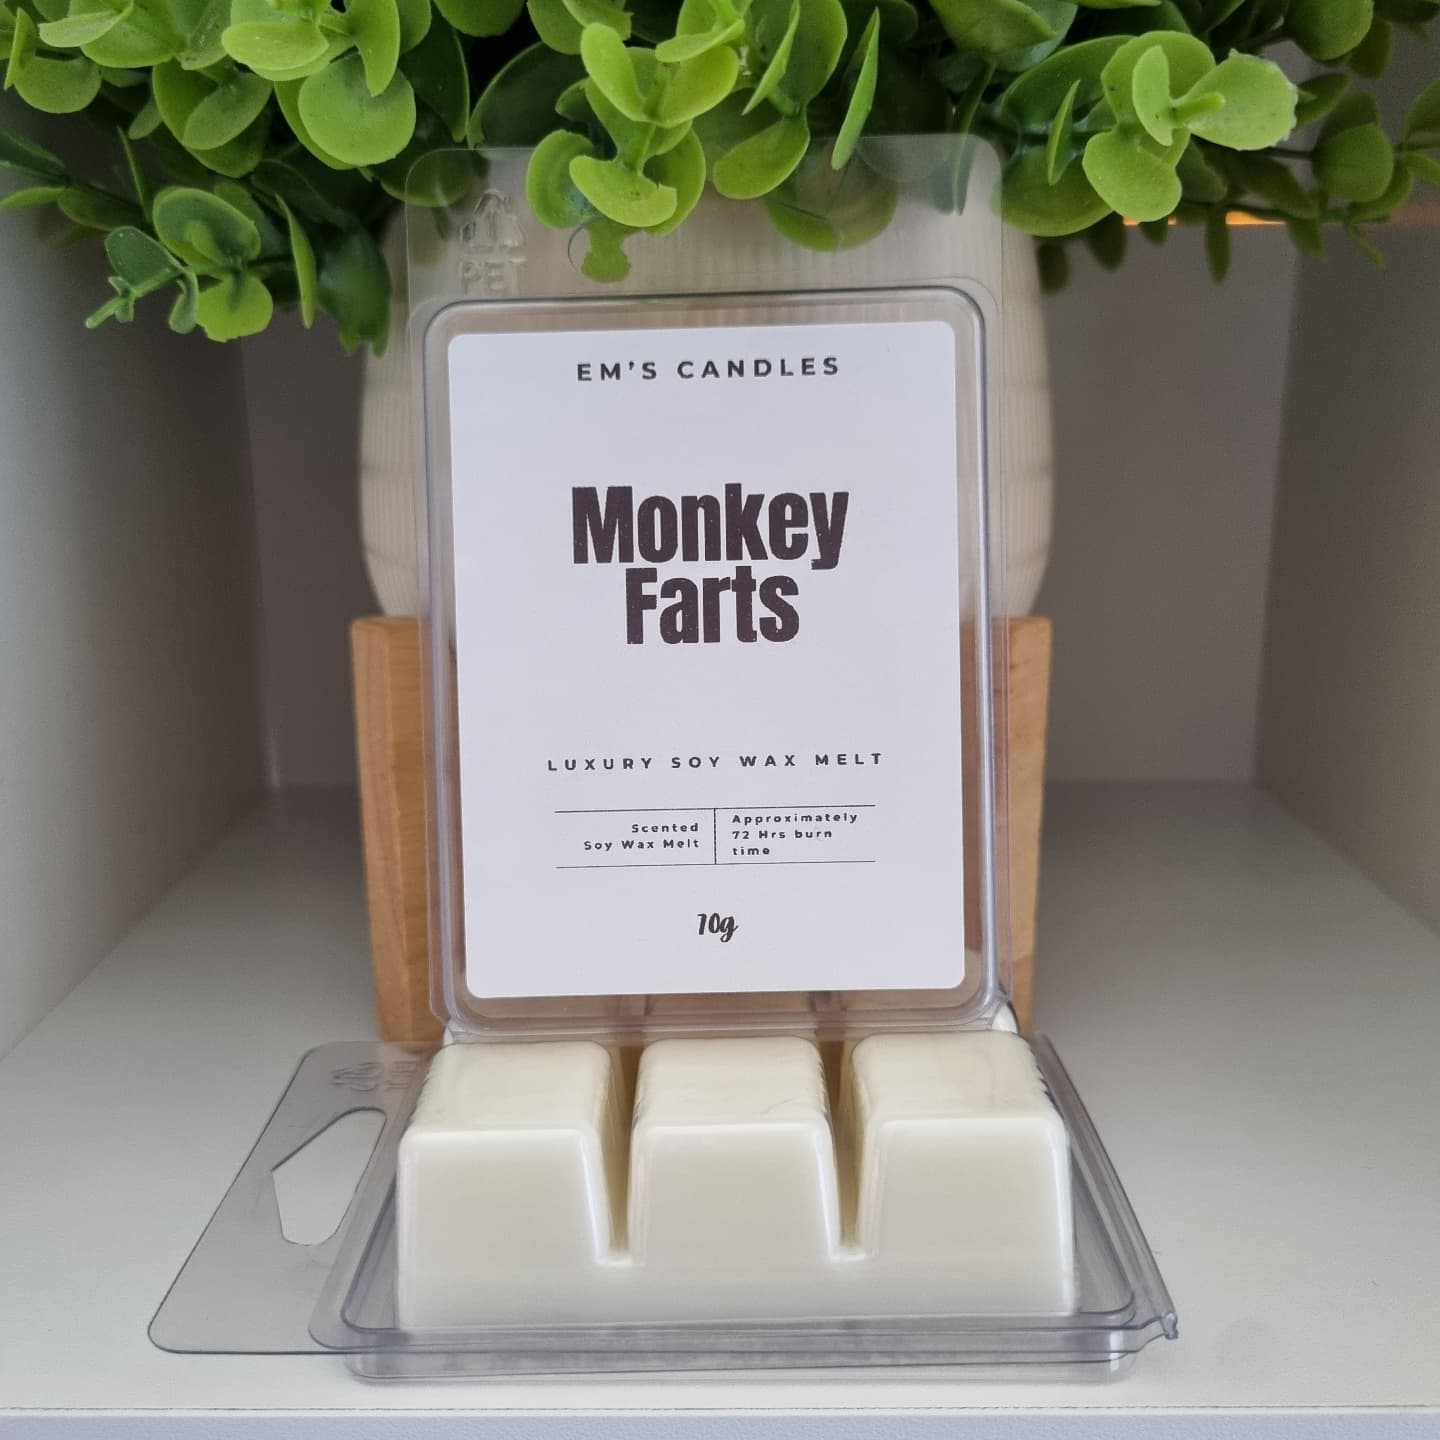 PET
EM'S CANDLES
Monkey
Farts
LUXURY SOY WAX MELT
Scented
Soy Wax Melt
Approximately
72 Hrs burn
time
70g